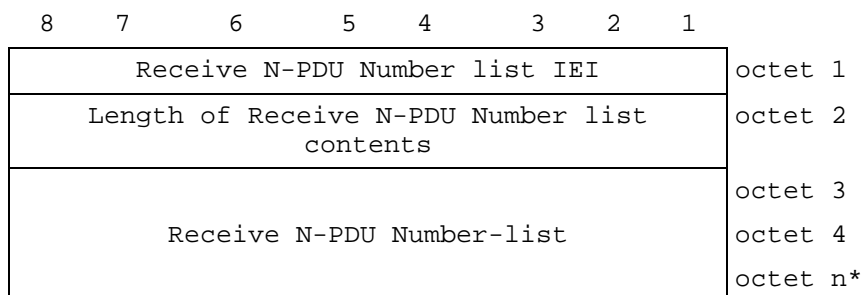 8 7 6 5 4 3 2 1
Receive N-PDU Number list IEI octet 1
Length of Receive N-PDU Number list octet 2
contents
octet 3
Receive N-PDU Number-list octet 4
octet n*